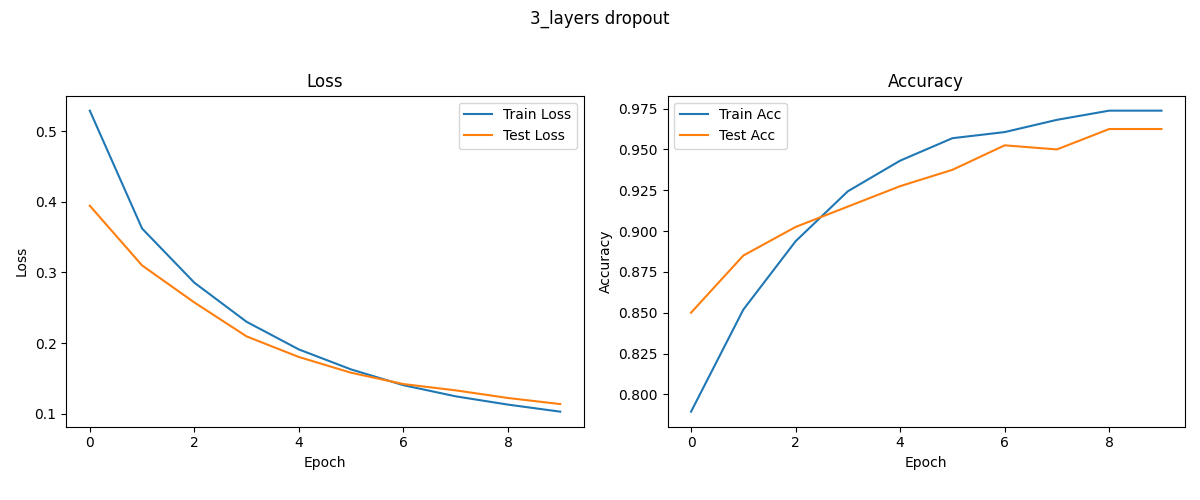 3_layers dropout
Loss
Train Loss
Test Loss
0.5
0.4
0.3
0.2
0.1
Loss
0
2
4
6
8
Epoch
Accuracy
Train Acc
Test Acc
0.975
0.950
0.925
0.900
0.875
0.850
0.825
0.800
Accuracy
0
2
4
6
8
Epoch